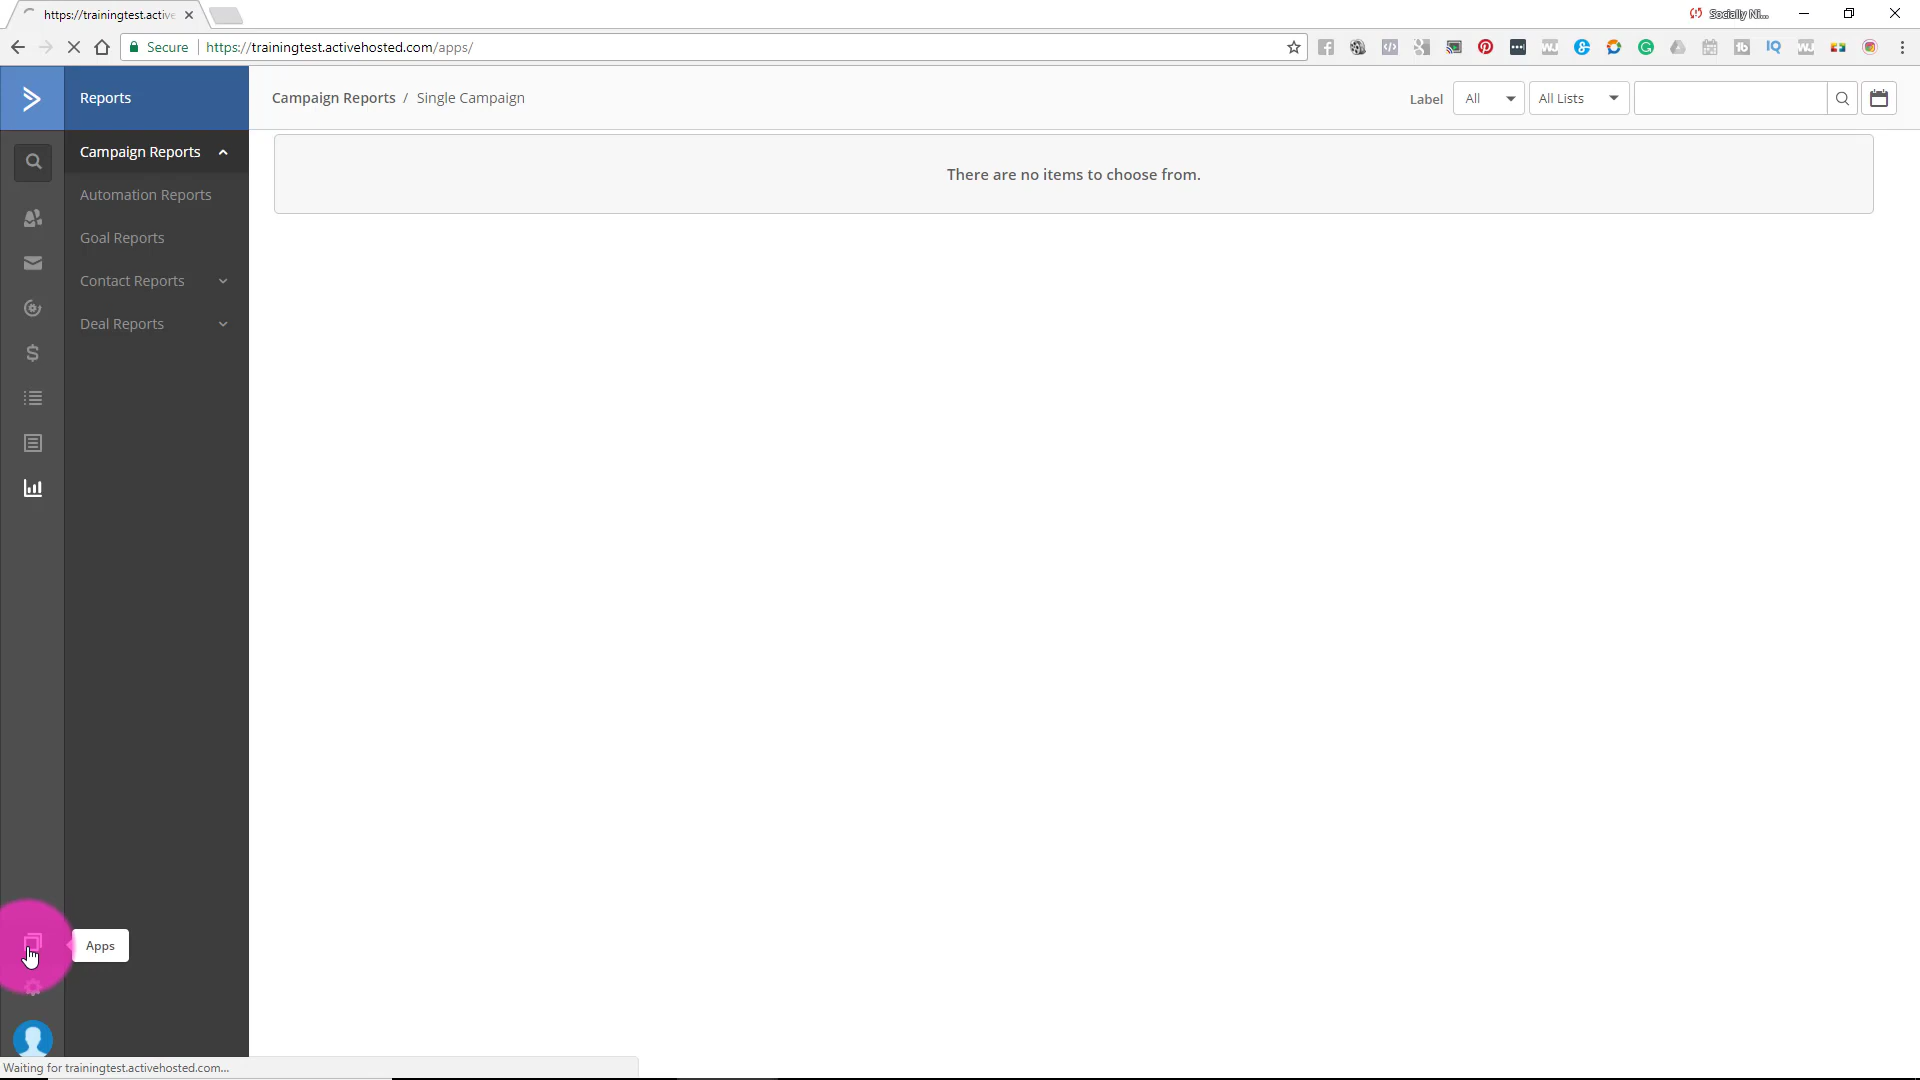 https://trainingtest.active
Socially Ni...
Secure
https://trainingtest.activehosted.com/apps/
Reports
Campaign Reports / Single Campaign
Label
All
All Lists
Campaign Reports
There are no items to choose from.
Automation Reports
Goal Reports
Contact Reports
Deal Reports
Apps
Waiting for trainingtest.activehosted.com...